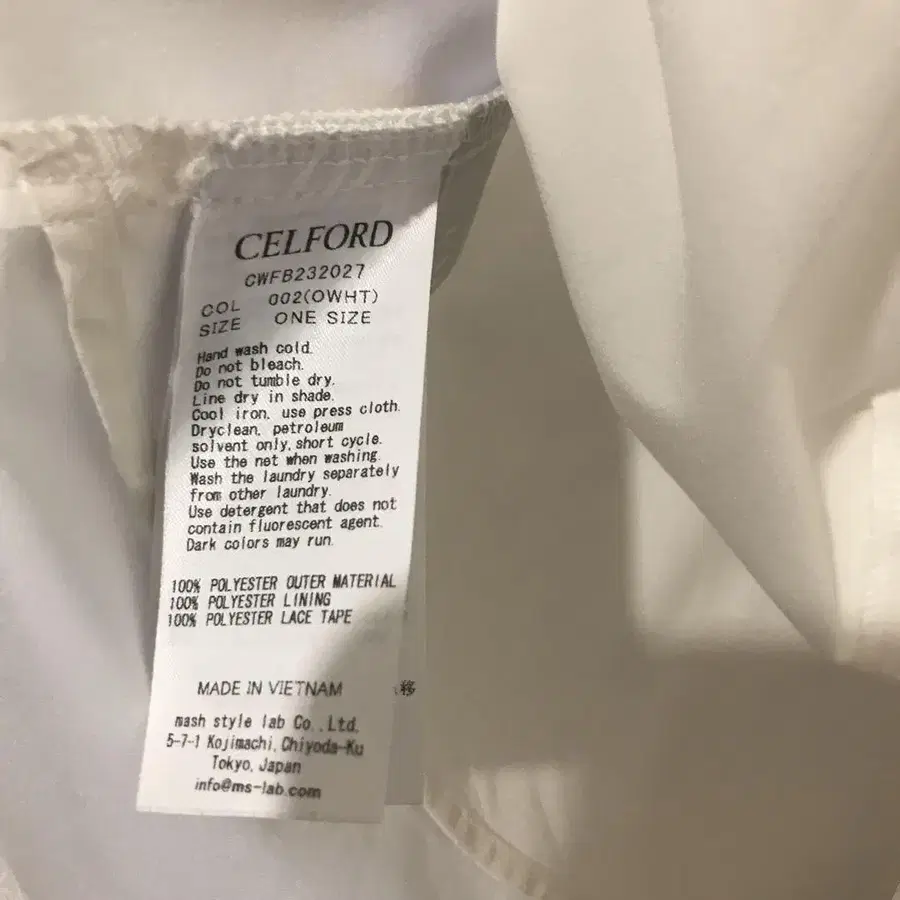 CELFORD
CWFB232027
COL 002(OWHT)
SIZE ONE SIZE
Hand wash cold.
Do not bleach.
Do not tumble dry.
Line dry in shade.
Cool iron, use press cloth.
Dryclean, petroleum
solvent only, short cycle.
Use the net when washing.
Wash the laundry separately
from other laundry.
Use detergent that does not
contain fluorescent agent.
Dark colors may run.
100% POLYESTER OUTER MATERIAL
100% POLYESTER LINING
100% POLYESTER LACE TAPE
MADE IN VIETNAM
移
mash style lab Co.,Ltd.
5-7-1 Kojimachi, Chiyoda-Ku
Tokyo, Japan
info@ms-lab.com